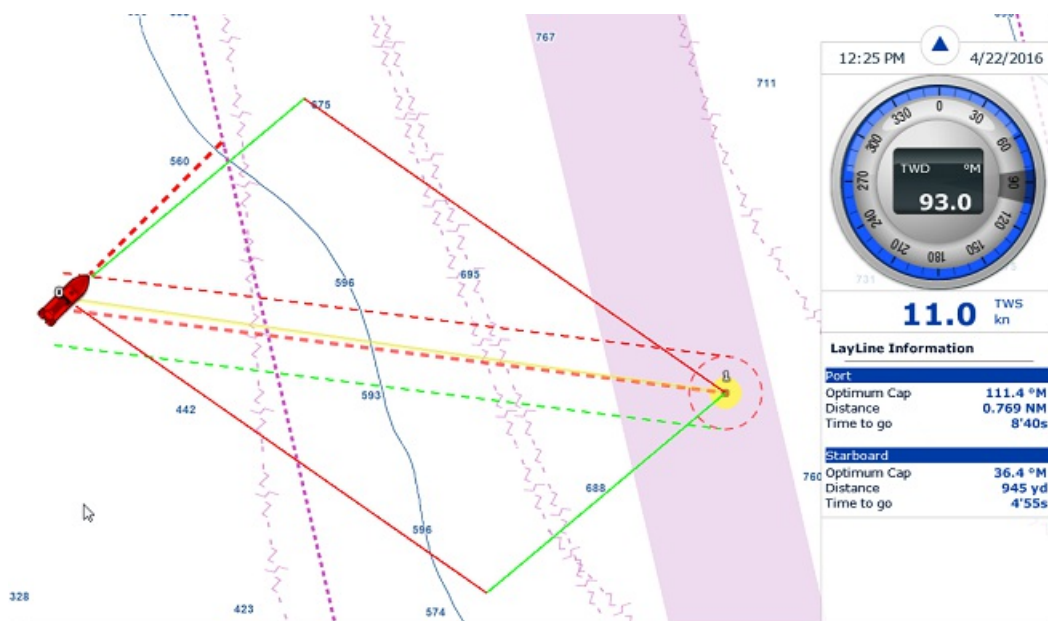 767
12:25 PM 4/22/2016
711
675
560
330 0 30
300 60
270 90
240 120
210 180 150
TWD °M
93.0
596
695
731
0
11.0 TWS
kn
LayLine Information
1
Port
Optimum Cap 111.4 °M
Distance 0.769 NM
Time to go 8'40s
593
442
Starboard
Optimum Cap 36.4 °M
Distance 945 yd
Time to go 4'55s
760
688
596
328
423
574